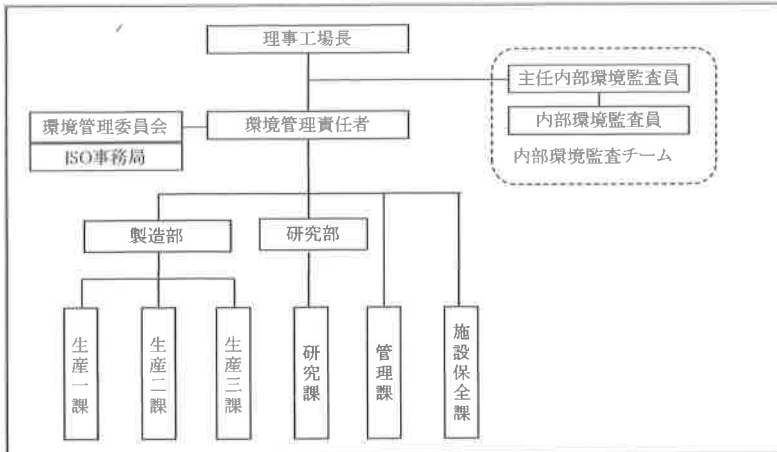 理事工場長
主任内部環境監査員
内部環境監査員
内部環境監査チーム
環境管理委員会
ISO事務局
環境管理責任者
製造部
研究部
生産一課
生産二課
生産三課
研究課
管理課
施設保全課